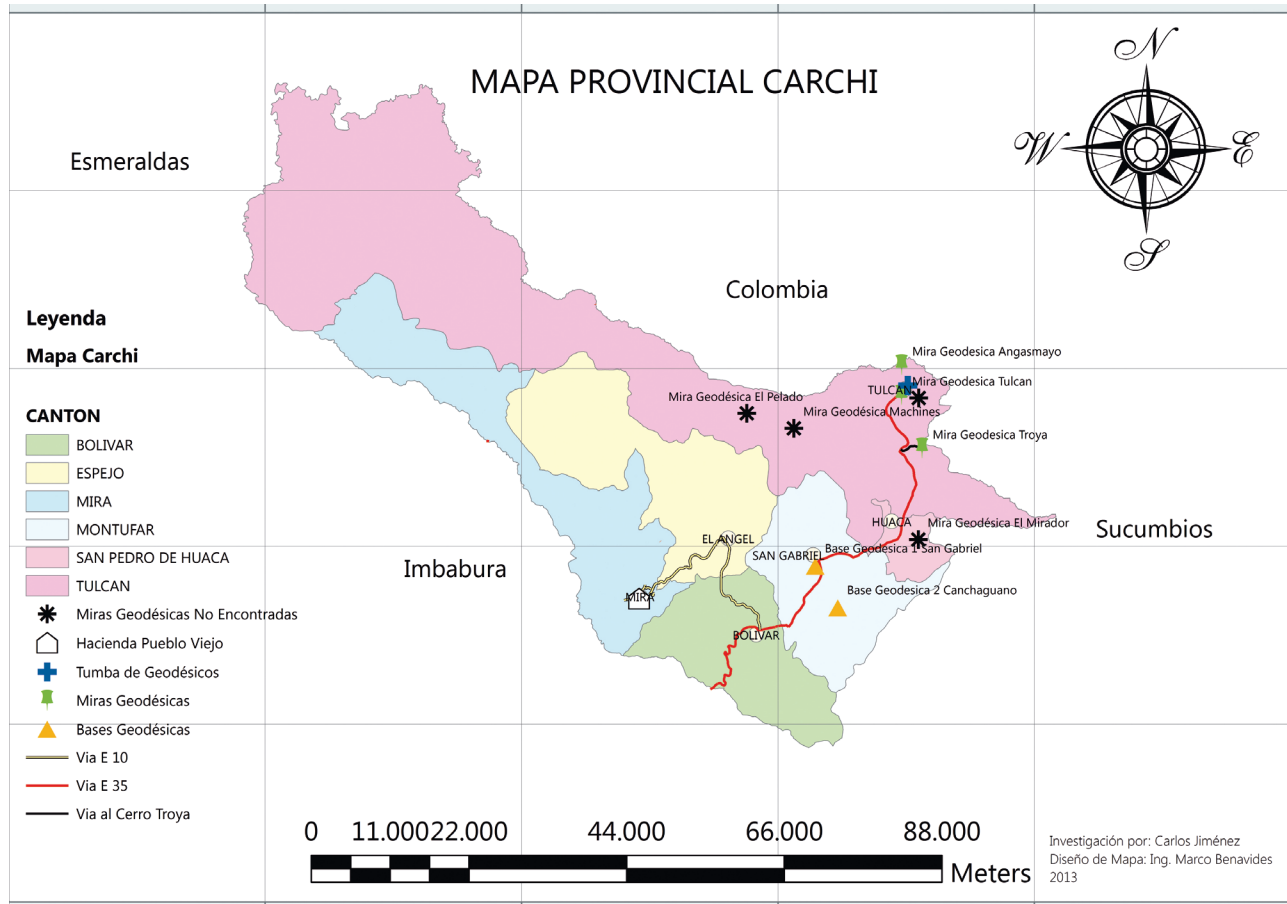 MAPA PROVINCIAL CARCHI
N
W
E
S
Esmeraldas
Colombia
Leyenda
Mapa Carchi
Mira Geodesica Angasmayo
Mira Geodesica Tulcan
TULCAN
Mira Geodésica El Pelado
Mira Geodésica Machines
Mira Geodesica Troya
CANTON
BOLIVAR
ESPEJO
MIRA
MONTUFAR
SAN PEDRO DE HUACA
TULCAN
Miras Geodésicas No Encontradas
Hacienda Pueblo Viejo
Tumba de Geodésicos
Miras Geodésicas
Bases Geodésicas
Via E 10
Via E 35
Via al Cerro Troya
HUACA
Mira Geodésica El Mirador
Sucumbios
EL ANGEL
SAN GABRIEL
Base Geodésica 1 San Gabriel
Imbabura
MIRA
Base Geodesica 2 Canchaguano
BOLIVAR
0 11.000 22.000 44.000 66.000 88.000
Meters
Investigación por: Carlos Jiménez
Diseño de Mapa: Ing. Marco Benavides
2013